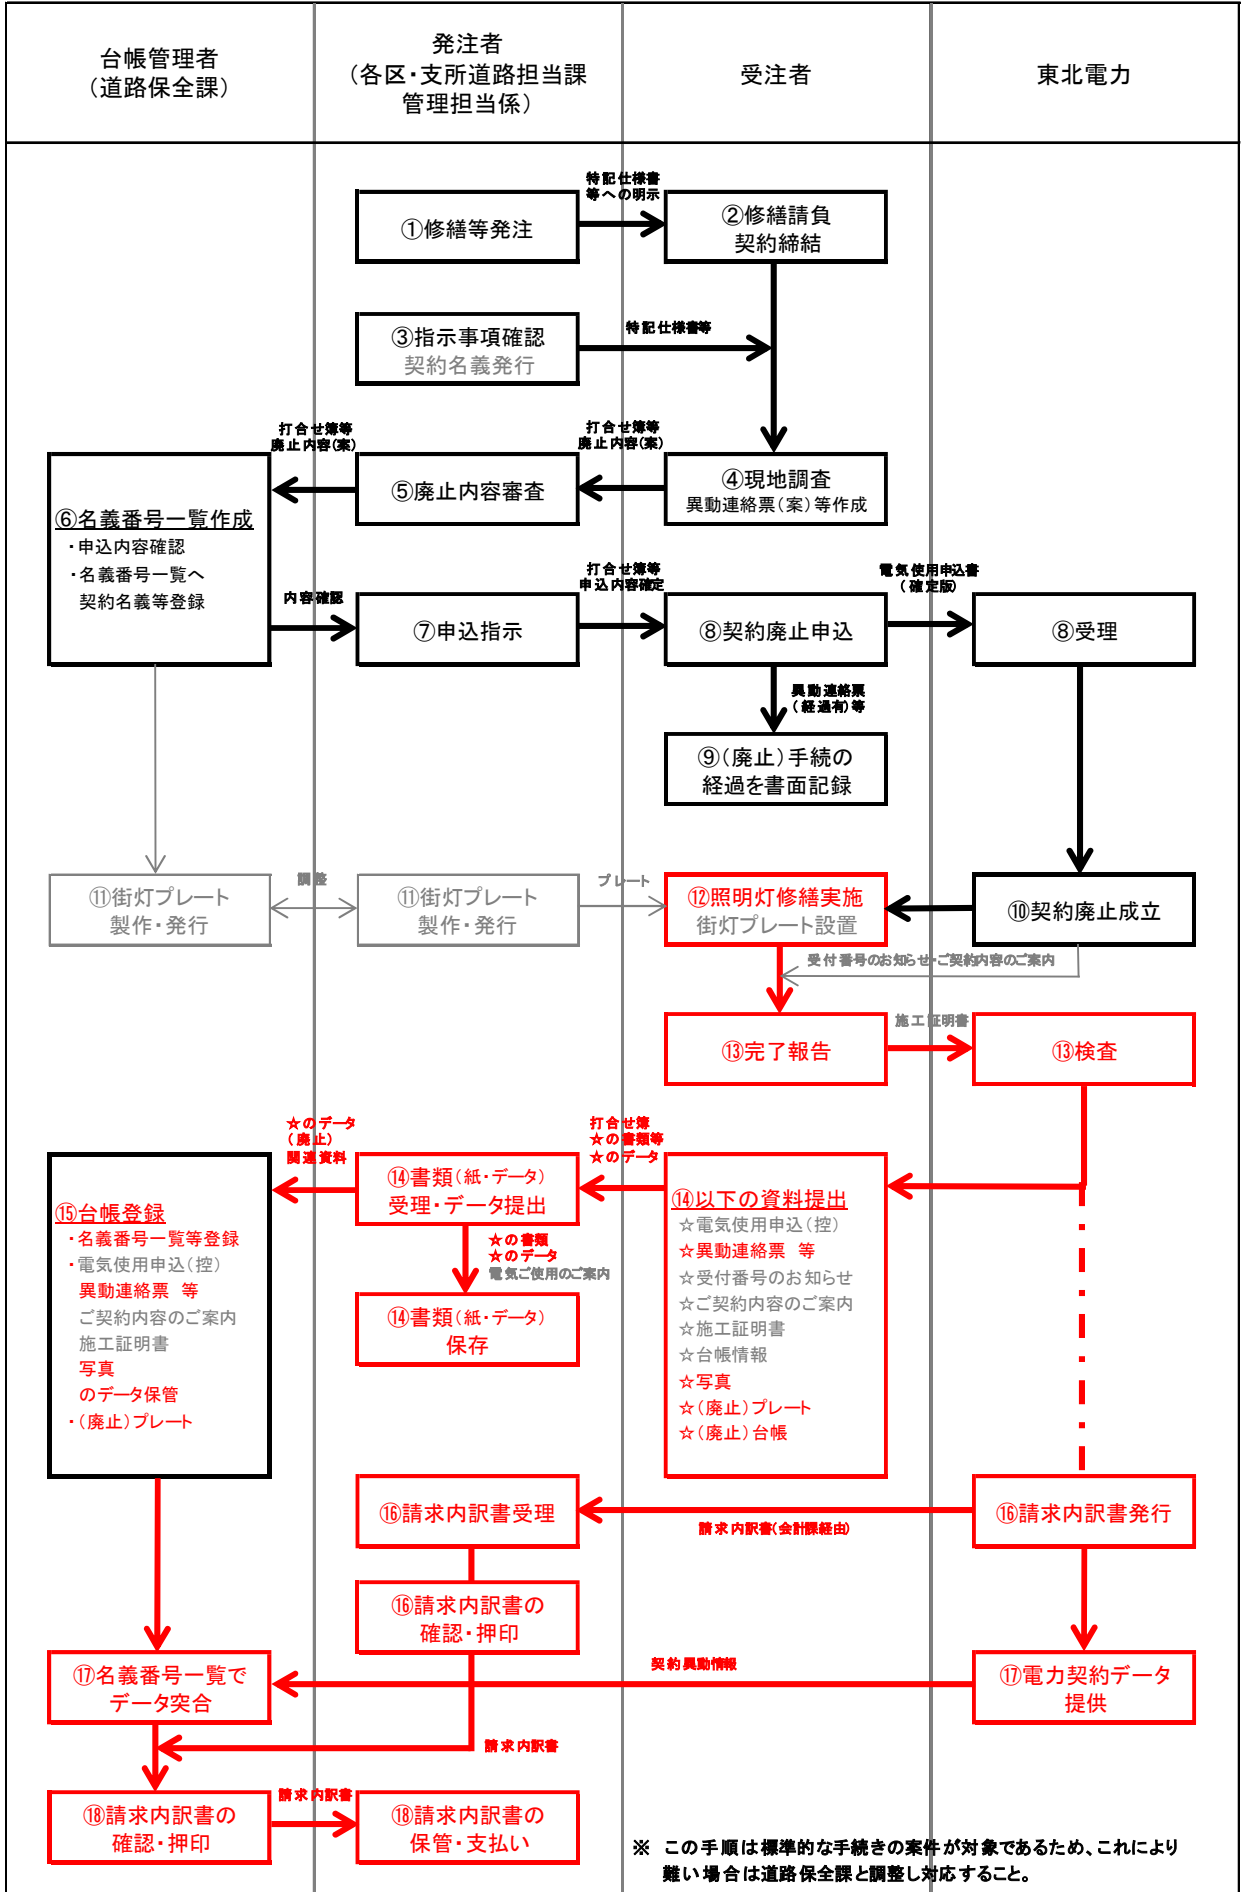 台帳管理者
（道路保全課）
発注者
（各区・支所道路担当課
管理担当係）
受注者
東北電力
特記仕様書
等への明示
①修繕等発注
②修繕請負
契約締結
③指示事項確認
契約名義発行
特記仕様書等
打合せ簿等
廃止内容（案）
打合せ簿等
廃止内容（案）
④現地調査
異動連絡票（案）等作成
⑤廃止内容審査
⑥名義番号一覧作成
・申込内容確認
・名義番号一覧へ
契約名義等登録
内容確認
⑦申込指示
打合せ簿等
申込内容確定
⑧契約廃止申込
電気使用申込書
（確定版）
⑧受理
異動連絡票
（経過有）等
⑨（廃止）手続の
経過を書面記録
⑪街灯プレート
製作・発行
調整
⑪街灯プレート
製作・発行
プレート
⑫照明灯修繕実施
街灯プレート設置
⑩契約廃止成立
受付番号のお知らせ・ご契約内容のご案内
⑬完了報告
施工証明書
⑬検査
☆のデータ
（廃止）
関連資料
打合せ簿
☆の書類等
☆のデータ
⑭書類（紙・データ）
受理・データ提出
⑭以下の資料提出
☆電気使用申込（控）
☆異動連絡票 等
☆受付番号のお知らせ
☆ご契約内容のご案内
☆施工証明書
☆台帳情報
☆写真
☆（廃止）プレート
☆（廃止）台帳
⑮台帳登録
・名義番号一覧等登録
・電気使用申込（控）
異動連絡票 等
ご契約内容のご案内
施工証明書
写真
のデータ保管
・（廃止）プレート
☆の書類
☆のデータ
電気ご使用のご案内
⑭書類（紙・データ）
保存
⑯請求内訳書受理
請求内訳書（会計課経由）
⑯請求内訳書発行
⑯請求内訳書の
確認・押印
⑰名義番号一覧で
データ突合
契約異動情報
⑰電力契約データ
提供
請求内訳書
⑱請求内訳書の
確認・押印
請求内訳書
⑱請求内訳書の
保管・支払い
※ この手順は標準的な手続きの案件が対象であるため、これにより
難い場合は道路保全課と調整し対応すること。